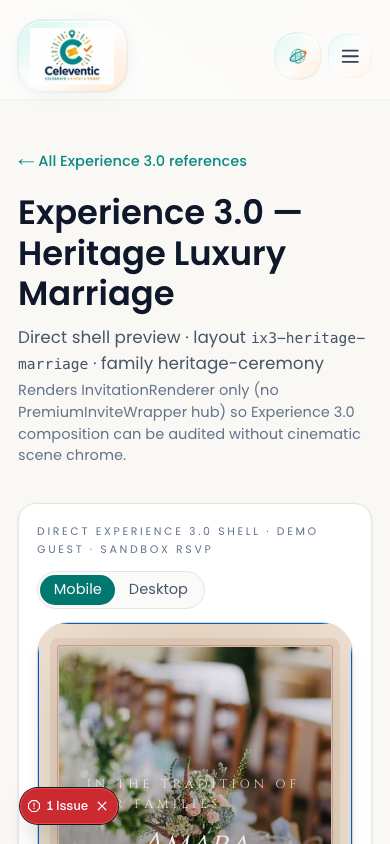 Celeventic
← All Experience 3.0 references
Experience 3.0 —
Heritage Luxury
Marriage
Direct shell preview · layout ix3-heritage-
marriage · family heritage-ceremony
Renders InvitationRenderer only (no
PremiumInviteWrapper hub) so Experience 3.0
composition can be audited without cinematic
scene chrome.
DIRECT EXPERIENCE 3.0 SHELL · DEMO
GUEST · SANDBOX RSVP
Mobile Desktop
IN THE TRADITION OF
FAMILIES
AMARA
1 Issue